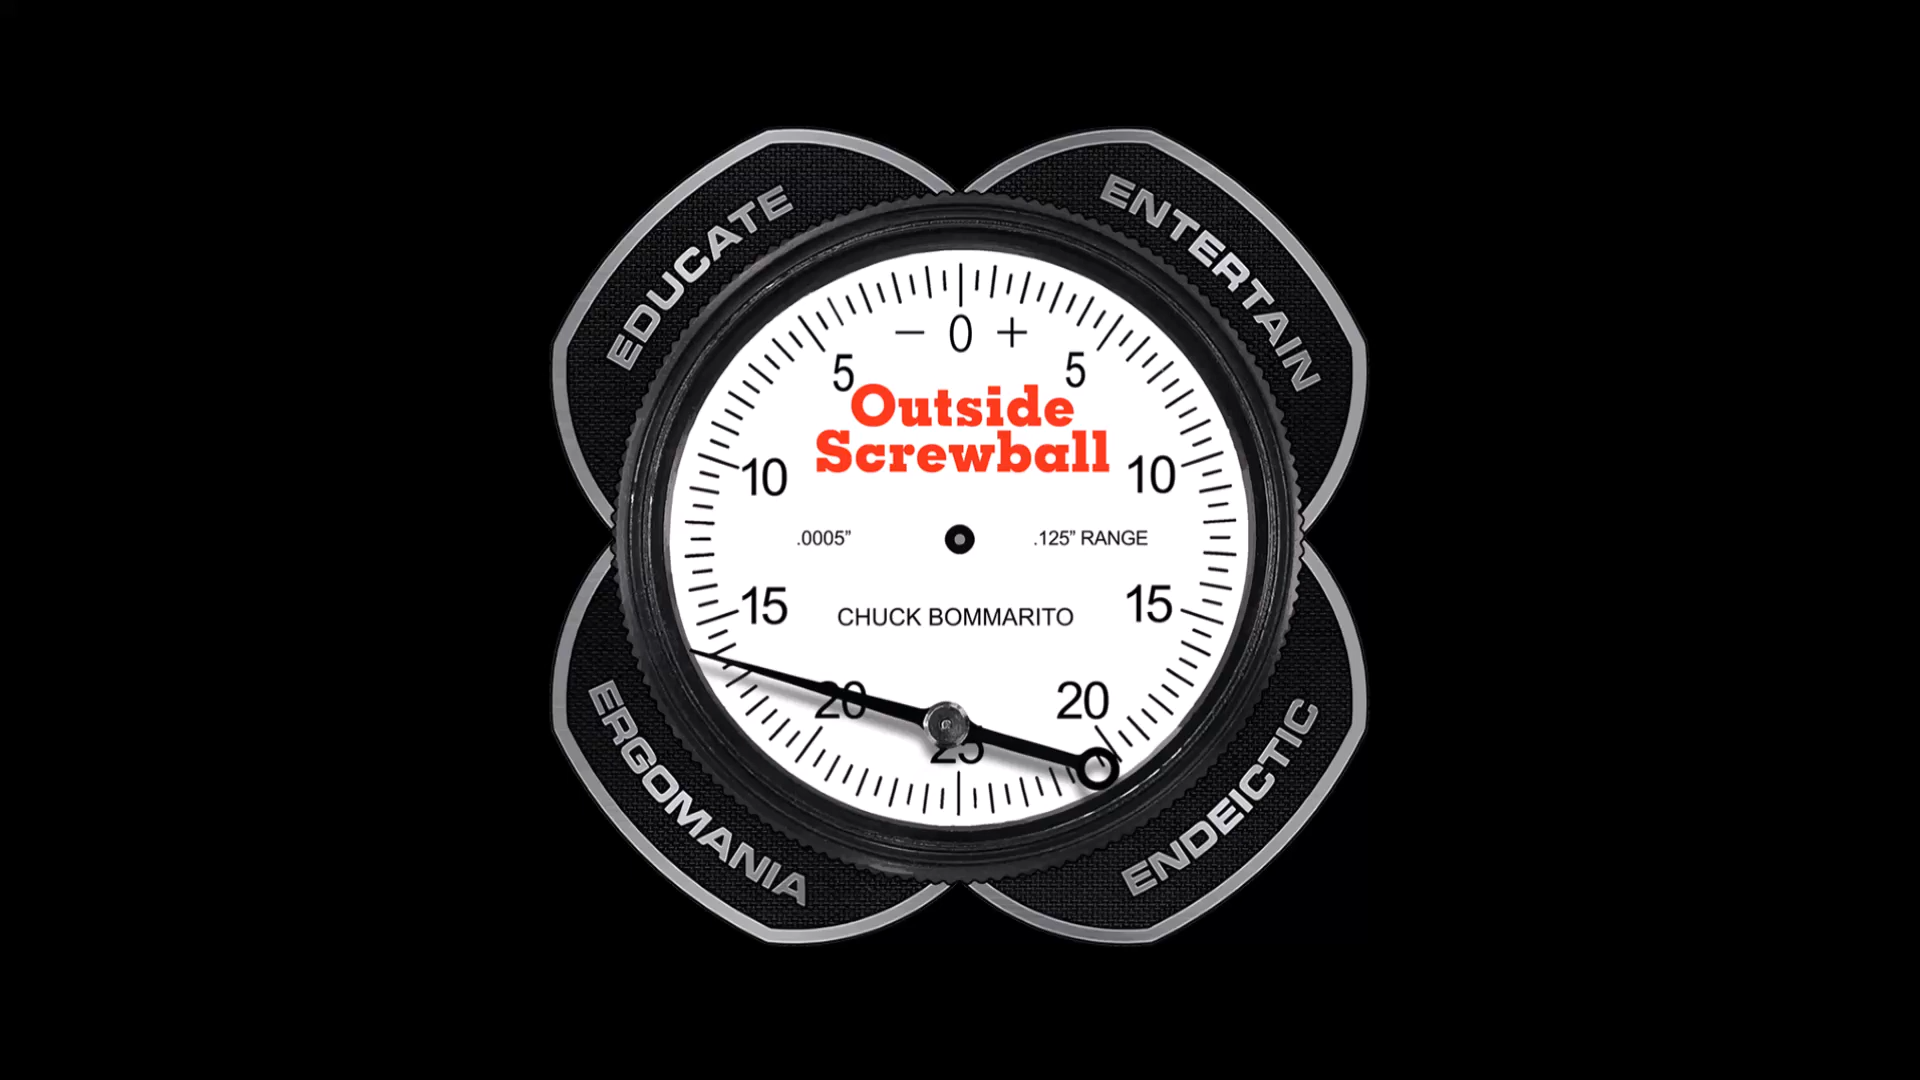 EDUCATE
ENTERTAIN
− 0 +
5 5
Outside
Screwball
10 10
.0005” .125” RANGE
15 15
CHUCK BOMMARITO
20 20
25
ERGOMANIA
ENDEICTIC